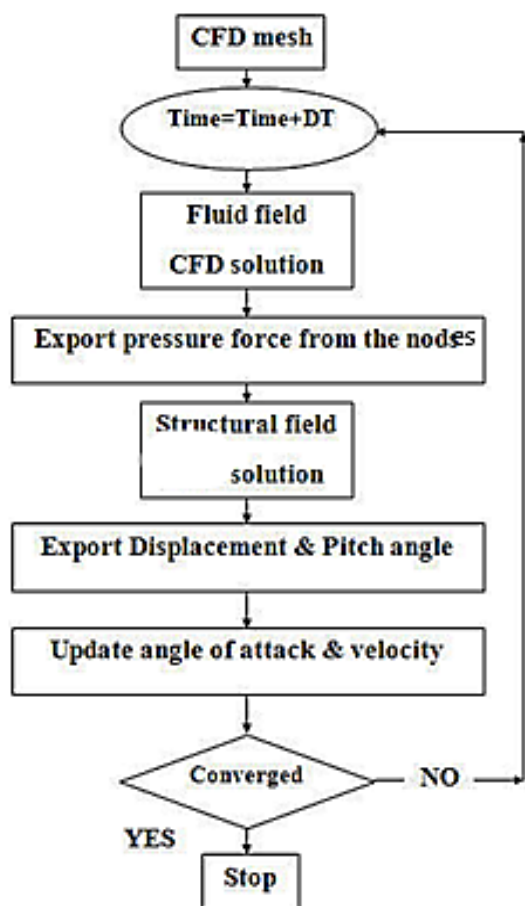 CFD mesh
Time=Time+DT
Fluid field
CFD solution
Export pressure force from the nodes
Structural field
solution
Export Displacement & Pitch angle
Update angle of attack & velocity
Converged
NO
YES
Stop